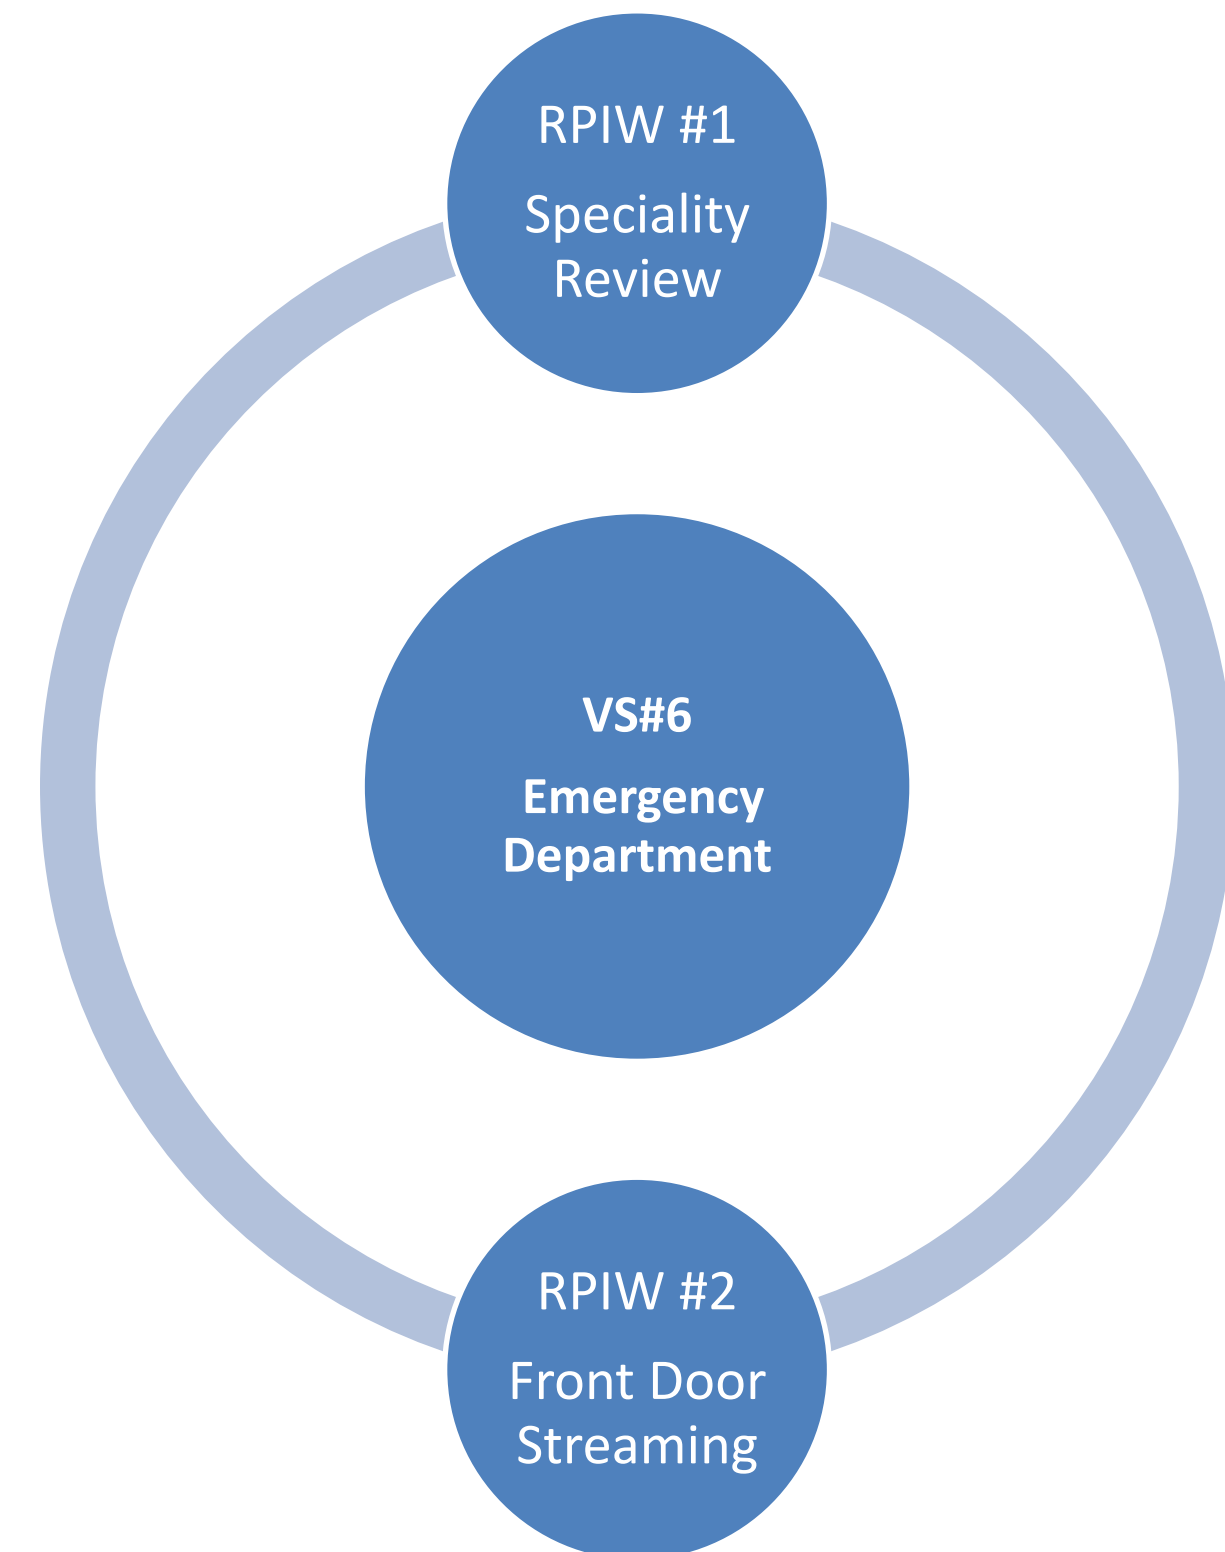 RPIW #1
Speciality
Review
VS#6
Emergency
Department
RPIW #2
Front Door
Streaming